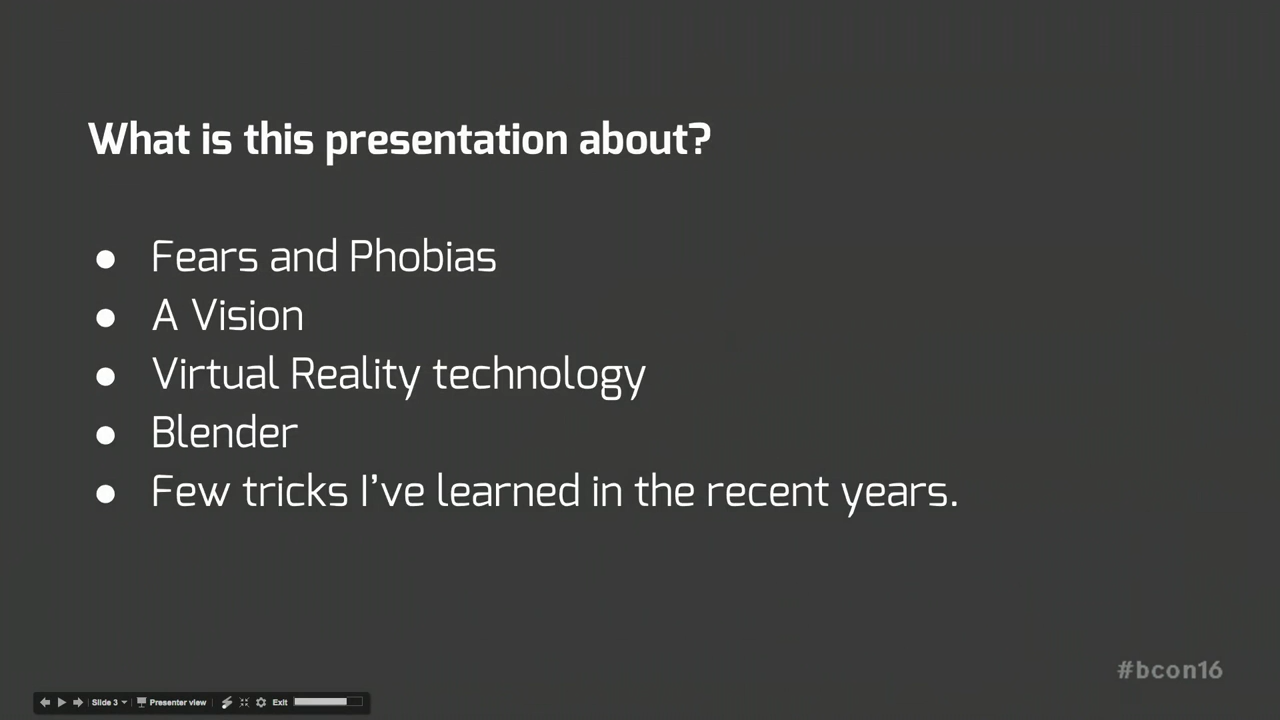 What is this presentation about?
● Fears and Phobias
● A Vision
● Virtual Reality technology
● Blender
● Few tricks I've learned in the recent years.
#bcon16
Slide 3 Presenter view Exit